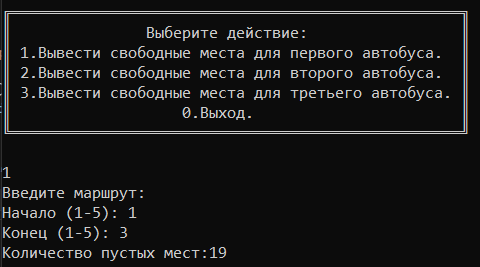 Выберите действие:
1.Вывести свободные места для первого автобуса.
2.Вывести свободные места для второго автобуса.
3.Вывести свободные места для третьего автобуса.
0.Выход.
1
Введите маршрут:
Начало (1-5): 1
Конец (1-5): 3
Количество пустых мест:19